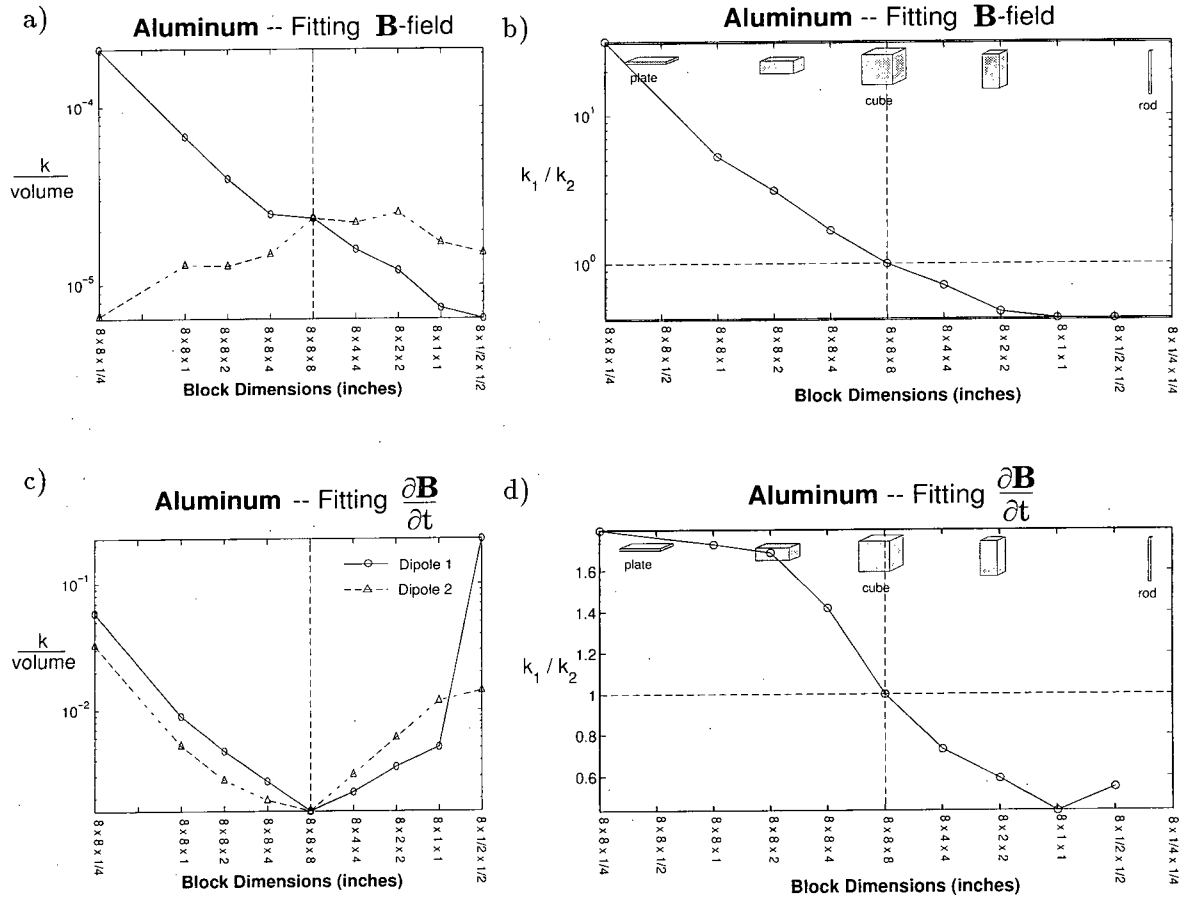 a)
Aluminum -- Fitting B-field
10⁻⁴
k
volume
10⁻⁵
8 x 8 x 1/4
8 x 8 x 1
8 x 8 x 2
8 x 8 x 4
8 x 8 x 8
8 x 4 x 4
8 x 2 x 2
8 x 1 x 1
8 x 1/2 x 1/2
Block Dimensions (inches)
b)
Aluminum -- Fitting B-field
plate
cube
rod
10¹
k₁ / k₂
10⁰
8 x 8 x 1/4
8 x 8 x 1/2
8 x 8 x 1
8 x 8 x 2
8 x 8 x 4
8 x 8 x 8
8 x 4 x 4
8 x 2 x 2
8 x 1 x 1
8 x 1/2 x 1/2
8 x 1/4 x 1/4
Block Dimensions (inches)
c)
Aluminum -- Fitting ∂B
∂t
Dipole 1
Dipole 2
10⁻¹
k
volume
10⁻²
8 x 8 x 1/4
8 x 8 x 1
8 x 8 x 2
8 x 8 x 4
8 x 8 x 8
8 x 4 x 4
8 x 2 x 2
8 x 1 x 1
8 x 1/2 x 1/2
Block Dimensions (inches)
d)
Aluminum -- Fitting ∂B
∂t
plate
cube
rod
1.6
1.4
1.2
k₁ / k₂
1
0.8
0.6
8 x 8 x 1/4
8 x 8 x 1/2
8 x 8 x 1
8 x 8 x 2
8 x 8 x 4
8 x 8 x 8
8 x 4 x 4
8 x 2 x 2
8 x 1 x 1
8 x 1/2 x 1/2
8 x 1/4 x 1/4
Block Dimensions (inches)